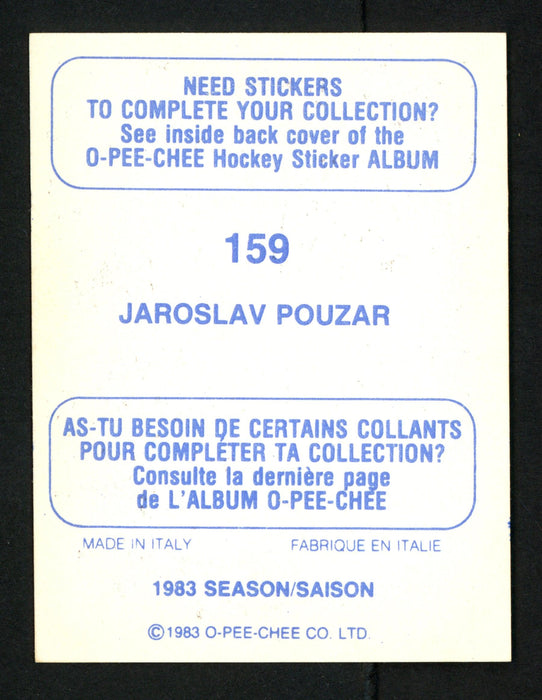 NEED STICKERS
TO COMPLETE YOUR COLLECTION?
See inside back cover of the
O-PEE-CHEE Hockey Sticker ALBUM
159
JAROSLAV POUZAR
AS-TU BESOIN DE CERTAINS COLLANTS
POUR COMPLÉTER TA COLLECTION?
Consulte la dernière page
de L'ALBUM O-PEE-CHÉE
MADE IN ITALY FABRIQUE EN ITALIE
1983 SEASON/SAISON
©1983 O-PEE-CHEE CO. LTD.